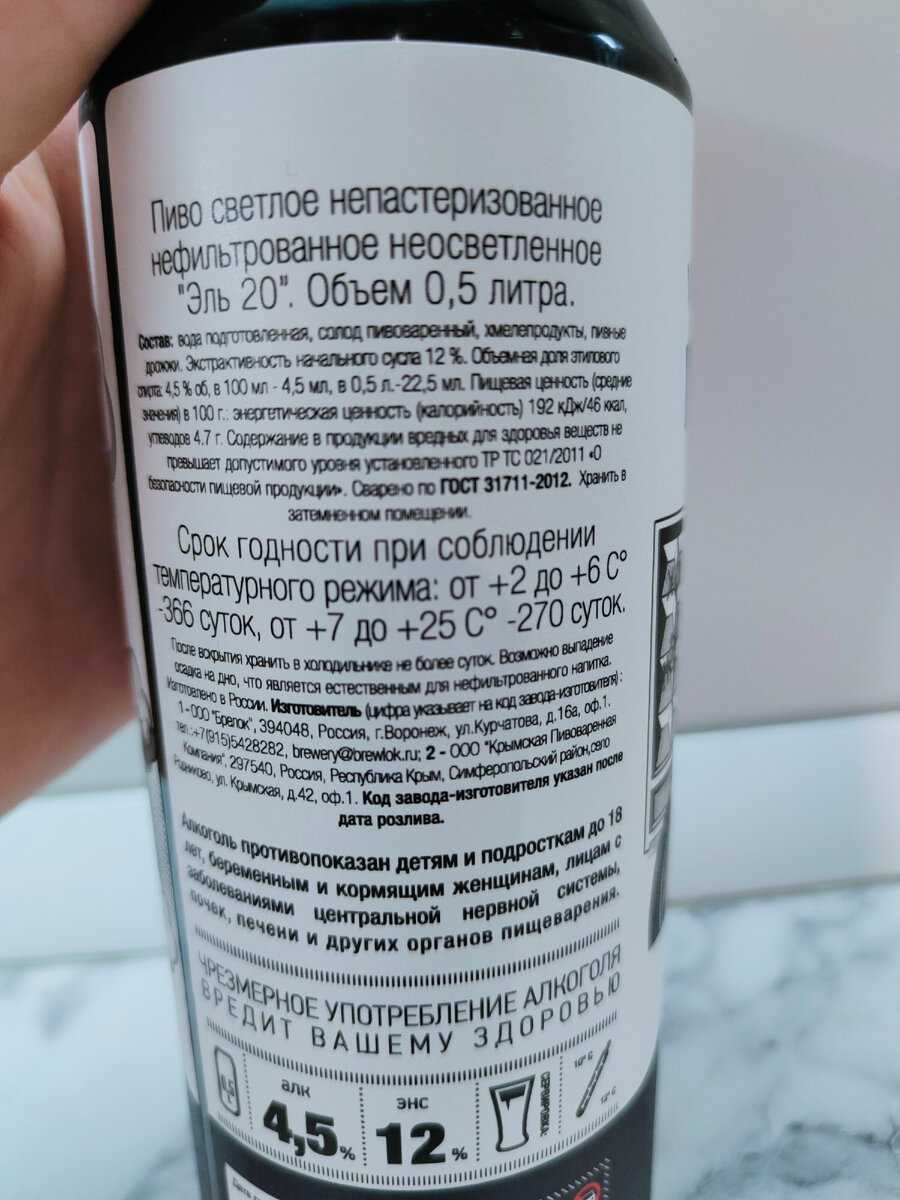 Пиво светлое непастеризованное
нефильтрованное неосветленное
"Эль 20". Объем 0,5 литра.
Состав: вода подготовленная, солод пивоваренный, хмелепродукты, пивные
дрожжи. Экстрактивность начального сусла 12 %. Объемная доля этилового
спирта 4,5 % об, в 100 мл - 4,5 мл, в 0,5 л.-22,5 мл. Пищевая ценность (средние
значения) в 100 г.: энергетическая ценность (калорийность) 192 кДж/46 ккал,
углеводов 4.7 г. Содержание в продукции вредных для здоровья веществ не
превышает допустимого уровня установленного ТР ТС 021/2011 «О
безопасности пищевой продукции». Сварено по ГОСТ 31711-2012. Хранить в
затемненном помещении.
Срок годности при соблюдении
температурного режима: от +2 до +6 С°
-366 суток, от +7 до +25 С° -270 суток.
После вскрытия хранить в холодильнике не более суток. Возможно выпадение
осадка на дно, что является естественным для нефильтрованного напитка.
Изготовлено в России. Изготовитель (цифра указывает на код завода-изготовителя):
1-ООО "Брелок", 394048, Россия, г.Воронеж, ул.Курчатова, д.16а, оф.1.
тел.:+7(915)5428282, brewery@brewlok.ru; 2 - ООО "Крымская Пивоваренная
Компания", 297540, Россия, Республика Крым, Симферопольский район,село
Родниково, ул. Крымская, д.42, оф.1. Код завода-изготовителя указан после
дата розлива.
Алкоголь противопоказан детям и подросткам до 18
лет, беременным и кормящим женщинам, лицам с
заболеваниями центральной нервной системы,
почек, печени и других органов пищеварения.
ЧРЕЗМЕРНОЕ УПОТРЕБЛЕНИЕ АЛКОГОЛЯ
ВРЕДИТ ВАШЕМУ ЗДОРОВЬЮ
0,5
алк
4,5%
энс
12%
СЕРВИРОВКА:
10° C
12° C
Дата